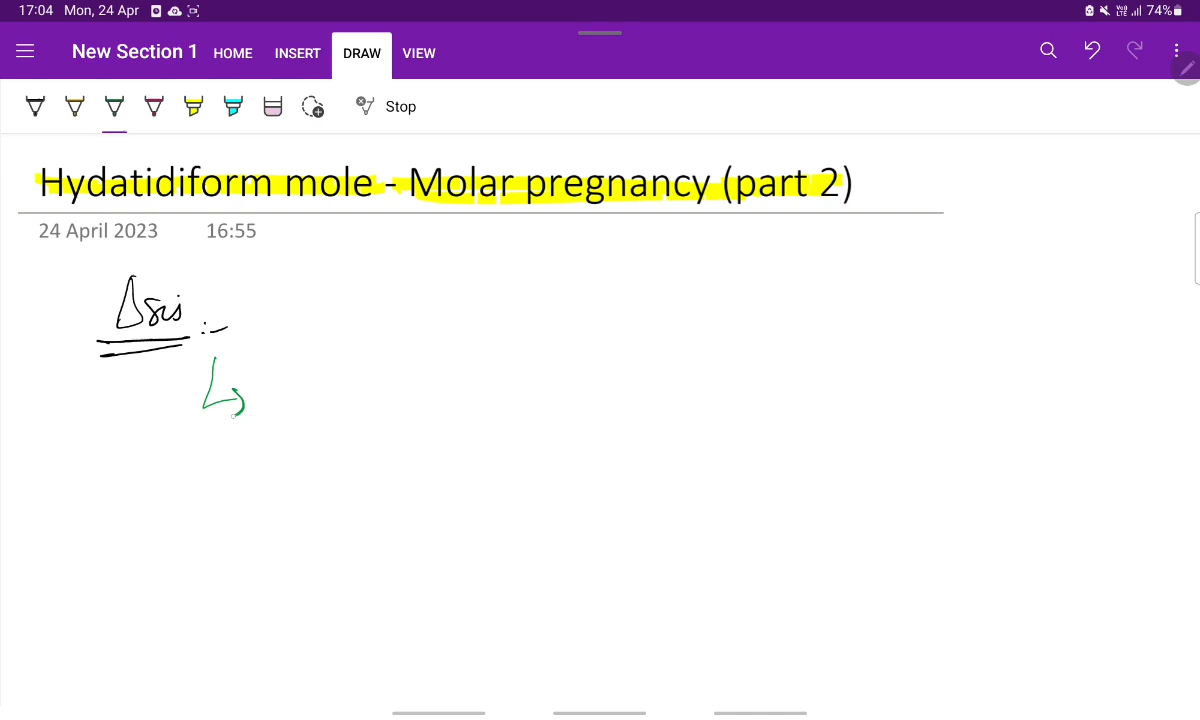 17:04 Mon, 24 Apr 74%
New Section 1 HOME INSERT DRAW VIEW
Stop
Hydatidiform mole - Molar pregnancy (part 2)
24 April 2023 16:55
Δsis :-